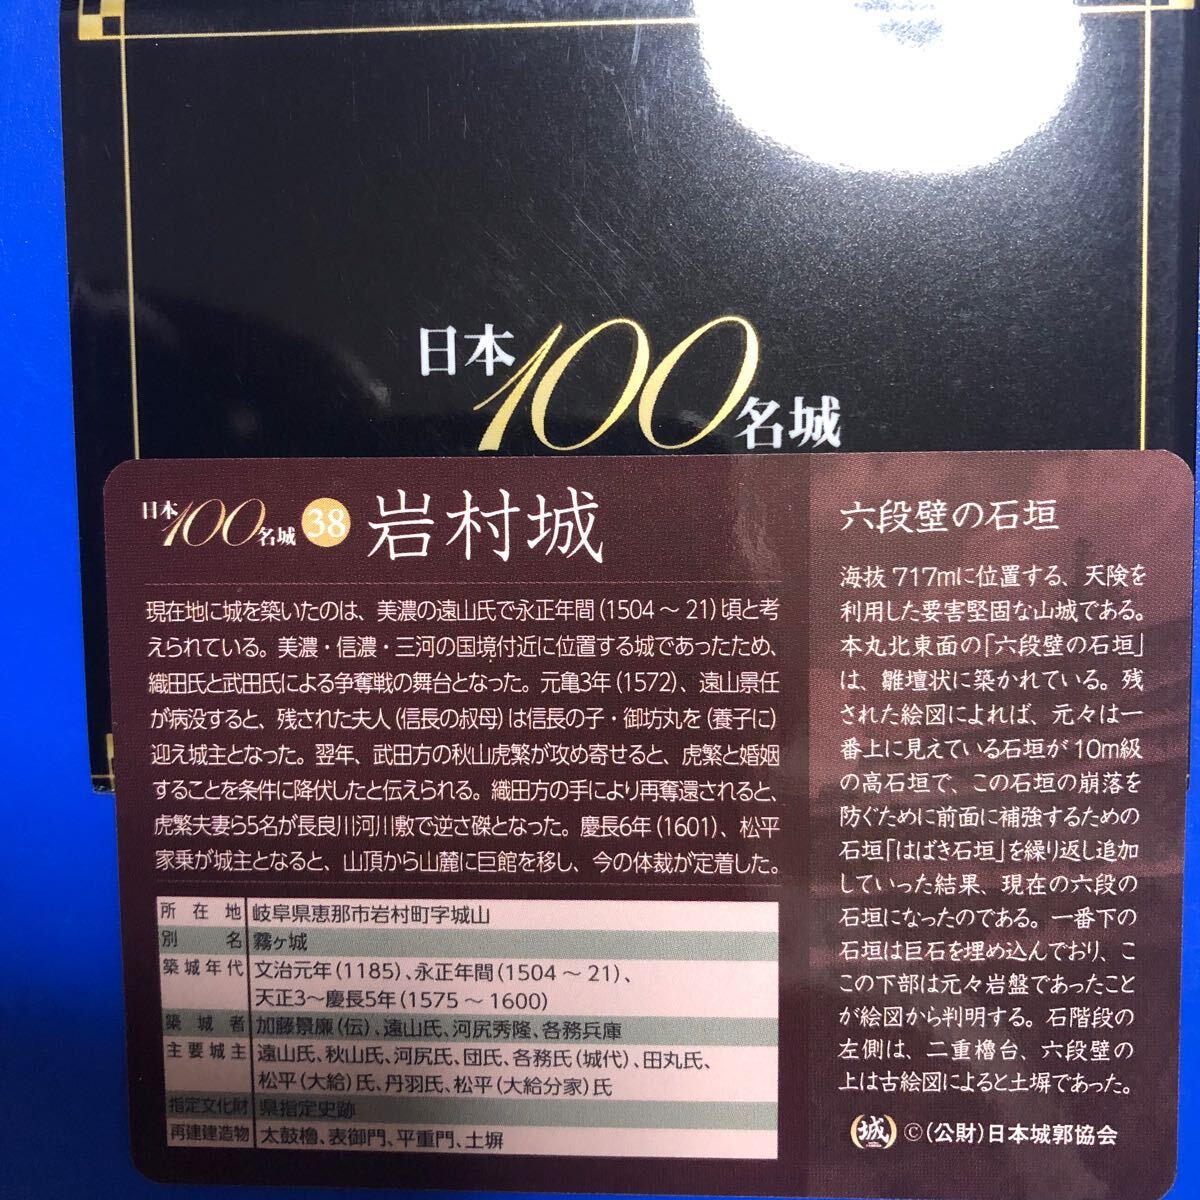 日本100名城
日本100名城 38 岩村城
現在地に城を築いたのは、美濃の遠山氏で永正年間(1504～21)頃と考
えられている。美濃・信濃・三河の国境付近に位置する城であったため、
織田氏と武田氏による争奪戦の舞台となった。元亀3年(1572)、遠山景任
が病没すると、残された夫人(信長の叔母)は信長の子・御坊丸を(養子に)
迎え城主となった。翌年、武田方の秋山虎繁が攻め寄せると、虎繁と婚姻
することを条件に降伏したと伝えられる。織田方の手により再奪還されると、
虎繁夫妻ら5名が長良川河川敷で逆さ磔となった。慶長6年(1601)、松平
家乗が城主となると、山頂から山麓に巨館を移し、今の体裁が定着した。
所在地 岐阜県恵那市岩村町字城山
別名 霧ヶ城
築城年代 文治元年(1185)、永正年間(1504～21)、
天正3～慶長5年(1575～1600)
築城者 加藤景廉(伝)、遠山氏、河尻秀隆、各務兵庫
主要城主 遠山氏、秋山氏、河尻氏、団氏、各務氏(城代)、田丸氏、
松平(大給)氏、丹羽氏、松平(大給分家)氏
指定文化財 県指定史跡
再建建造物 太鼓櫓、表御門、平重門、土塀
六段壁の石垣
海抜717mに位置する、天険を
利用した要害堅固な山城である。
本丸北東面の「六段壁の石垣」
は、雛壇状に築かれている。残
された絵図によれば、元々は一
番上に見えている石垣が10m級
の高石垣で、この石垣の崩落を
防ぐために前面に補強するための
石垣「はばき石垣」を繰り返し追加
していった結果、現在の六段の
石垣になったのである。一番下の
石垣は巨石を埋め込んでおり、こ
この下部は元々岩盤であったこと
が絵図から判明する。石階段の
左側は、二重櫓台、六段壁の
上は古絵図によると土塀であった。
城 ©(公財)日本城郭協会